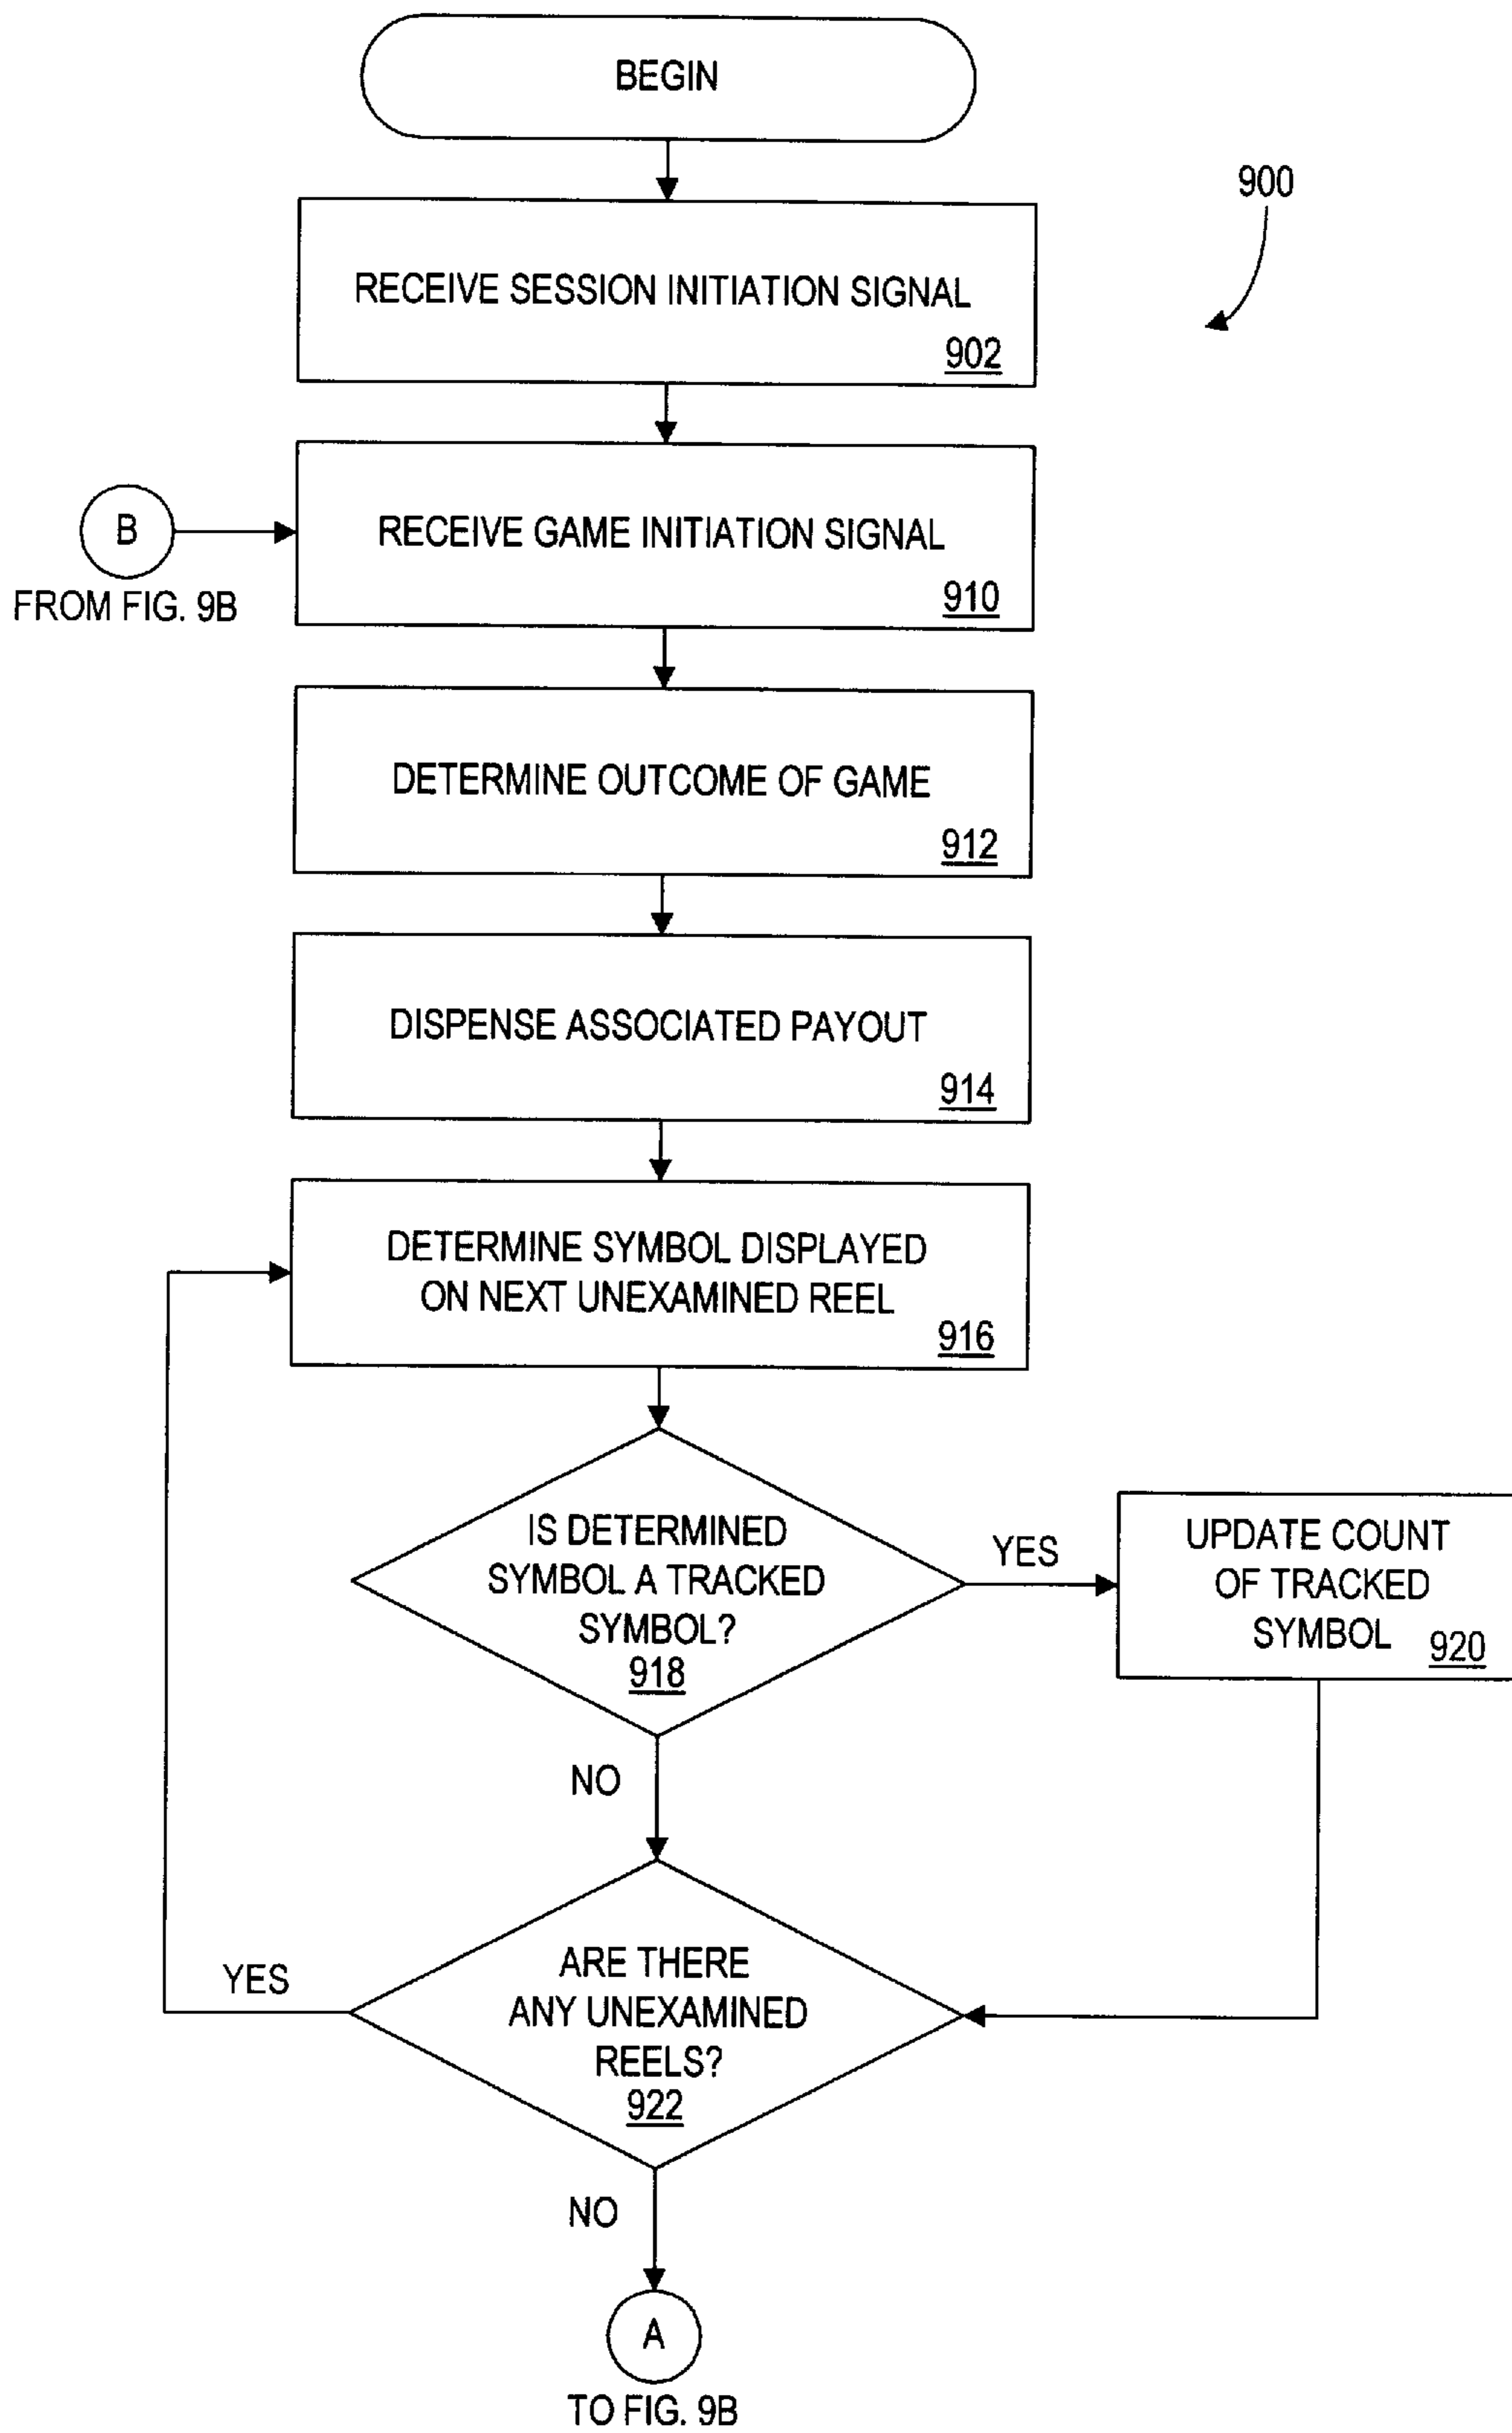 BEGIN
900
RECEIVE SESSION INITIATION SIGNAL
902
B
FROM FIG. 9B
RECEIVE GAME INITIATION SIGNAL
910
DETERMINE OUTCOME OF GAME
912
DISPENSE ASSOCIATED PAYOUT
914
DETERMINE SYMBOL DISPLAYED
ON NEXT UNEXAMINED REEL
916
IS DETERMINED
SYMBOL A TRACKED
SYMBOL?
918
YES
UPDATE COUNT
OF TRACKED
SYMBOL
920
NO
ARE THERE
ANY UNEXAMINED
REELS?
922
YES
NO
A
TO FIG. 9B